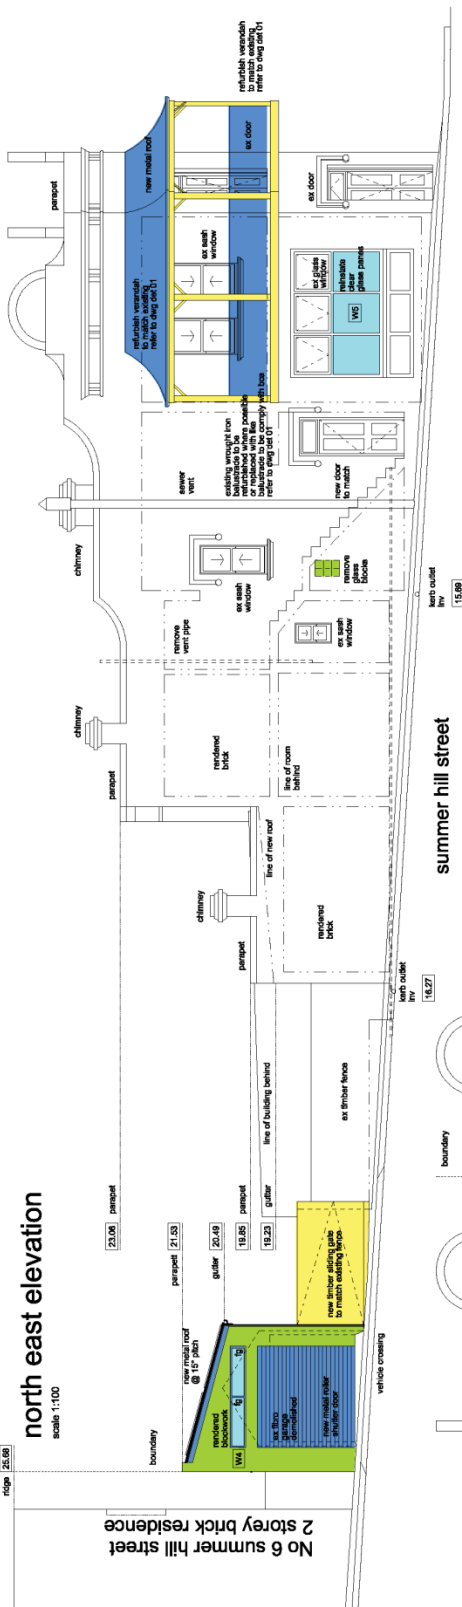 north east elevation
scale 1:100
ridge 25.68
No 6 summer hill street
2 storey brick residence
boundary
new metal roof
@ 15° pitch
parapett 21.53
gutter 20.49
parapet 23.06
parapet 19.85
gutter 19.23
rendered
blockwork
W4
fg
fg
ex fibro
garage
demolished
new metal roller
shutter door
new timber sliding gate
to match existing fence
vehicle crossing
line of building behind
ex timber fence
boundary
kerb outlet
inv
16.27
parapet
chimney
line of new roof
rendered
brick
parapet
chimney
rendered
brick
line of room
behind
remove
vent pipe
ex sash
window
ex sash
window
remove
glass
blocks
chimney
sewer
vent
existing wrought iron
balustrade to be
refurbished where possible
or replaced with like
balustrade to be comply with bca
refer to dwg det 01
new door
to match
kerb outlet
inv
15.69
summer hill street
parapet
refurbish verandah
to match existing
refer to dwg det 01
new metal roof
ex sash
window
ex door
ex glass
window
reinstate
clear
glass panes
W5
ex door
refurbish verandah
to match existing
refer to dwg det 01